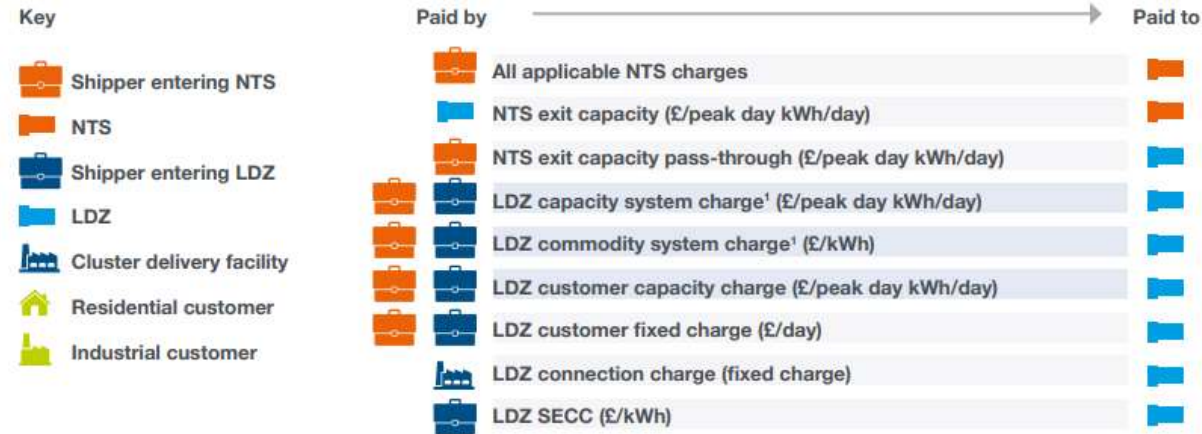 Key
Paid by
Paid to
Shipper entering NTS
NTS
Shipper entering LDZ
LDZ
Cluster delivery facility
Residential customer
Industrial customer
All applicable NTS charges
NTS exit capacity (£/peak day kWh/day)
NTS exit capacity pass-through (£/peak day kWh/day)
LDZ capacity system charge¹ (£/peak day kWh/day)
LDZ commodity system charge¹ (£/kWh)
LDZ customer capacity charge (£/peak day kWh/day)
LDZ customer fixed charge (£/day)
LDZ connection charge (fixed charge)
LDZ SECC (£/kWh)